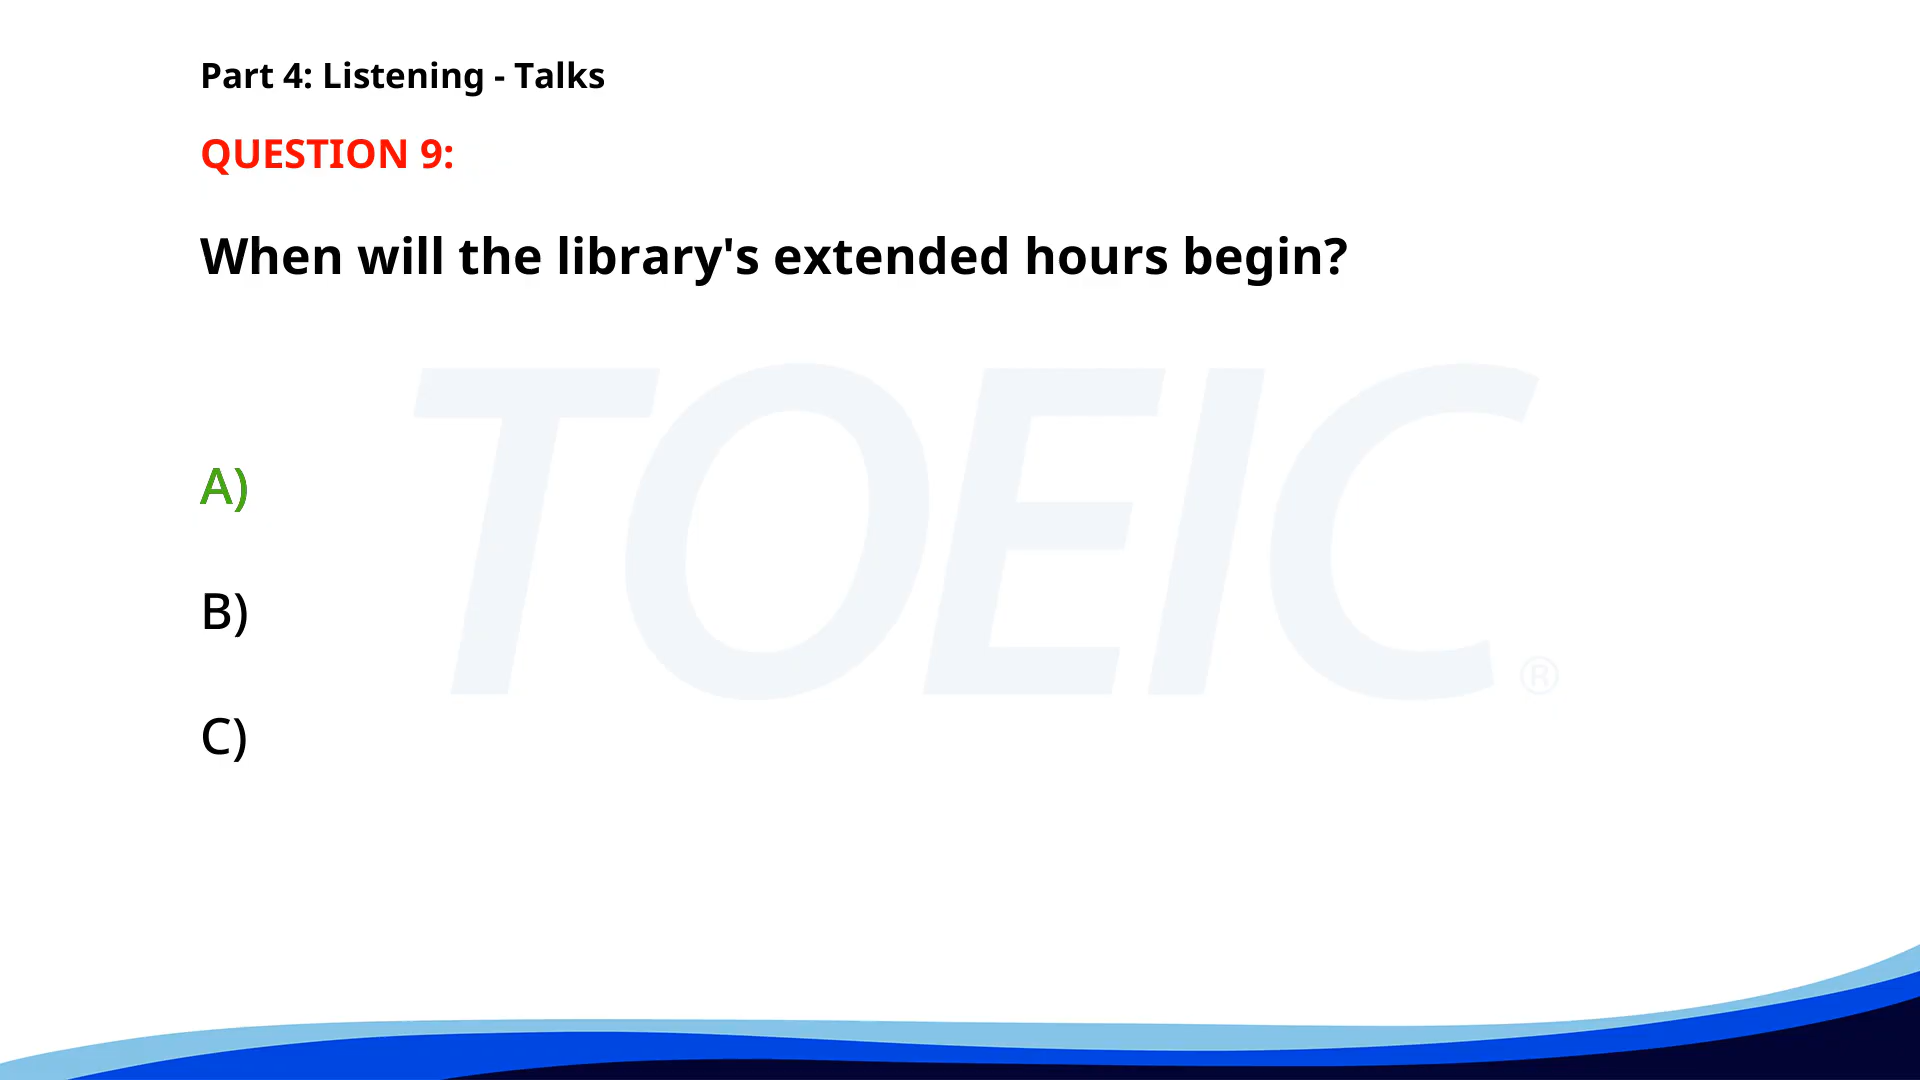 Part 4: Listening - Talks
QUESTION 9:
When will the library's extended hours begin?
TOEIC®
A)
B)
C)